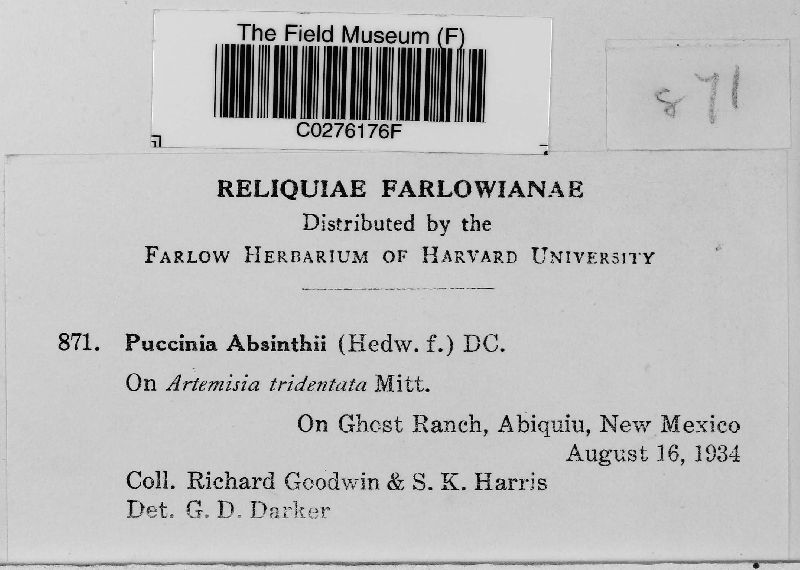 The Field Museum (F)
C0276176F
871
RELIQUIAE FARLOWIANAE
Distributed by the
FARLOW HERBARIUM OF HARVARD UNIVERSITY
871. Puccinia Absinthii (Hedw. f.) DC.
On Artemisia tridentata Mitt.
On Ghost Ranch, Abiquiu, New Mexico
August 16, 1934
Coll. Richard Goodwin & S. K. Harris
Det. G. D. Darker